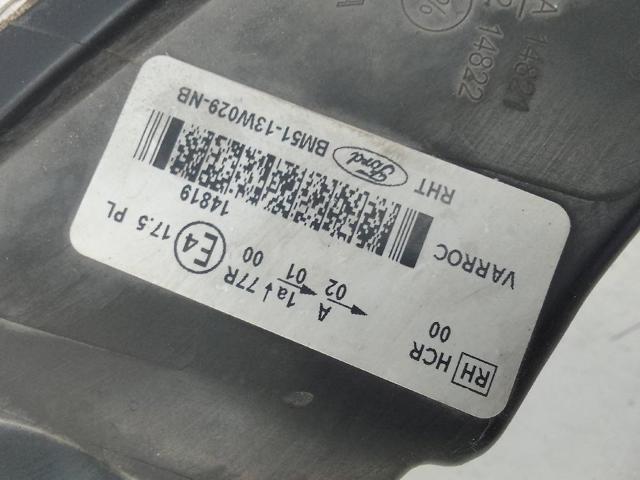 RH HCR
00
A 02
1a↓77R 01 00
E4 17.5 PL
VARROC
14819
RHT Ford BM51-13W029-NB
14821
14822